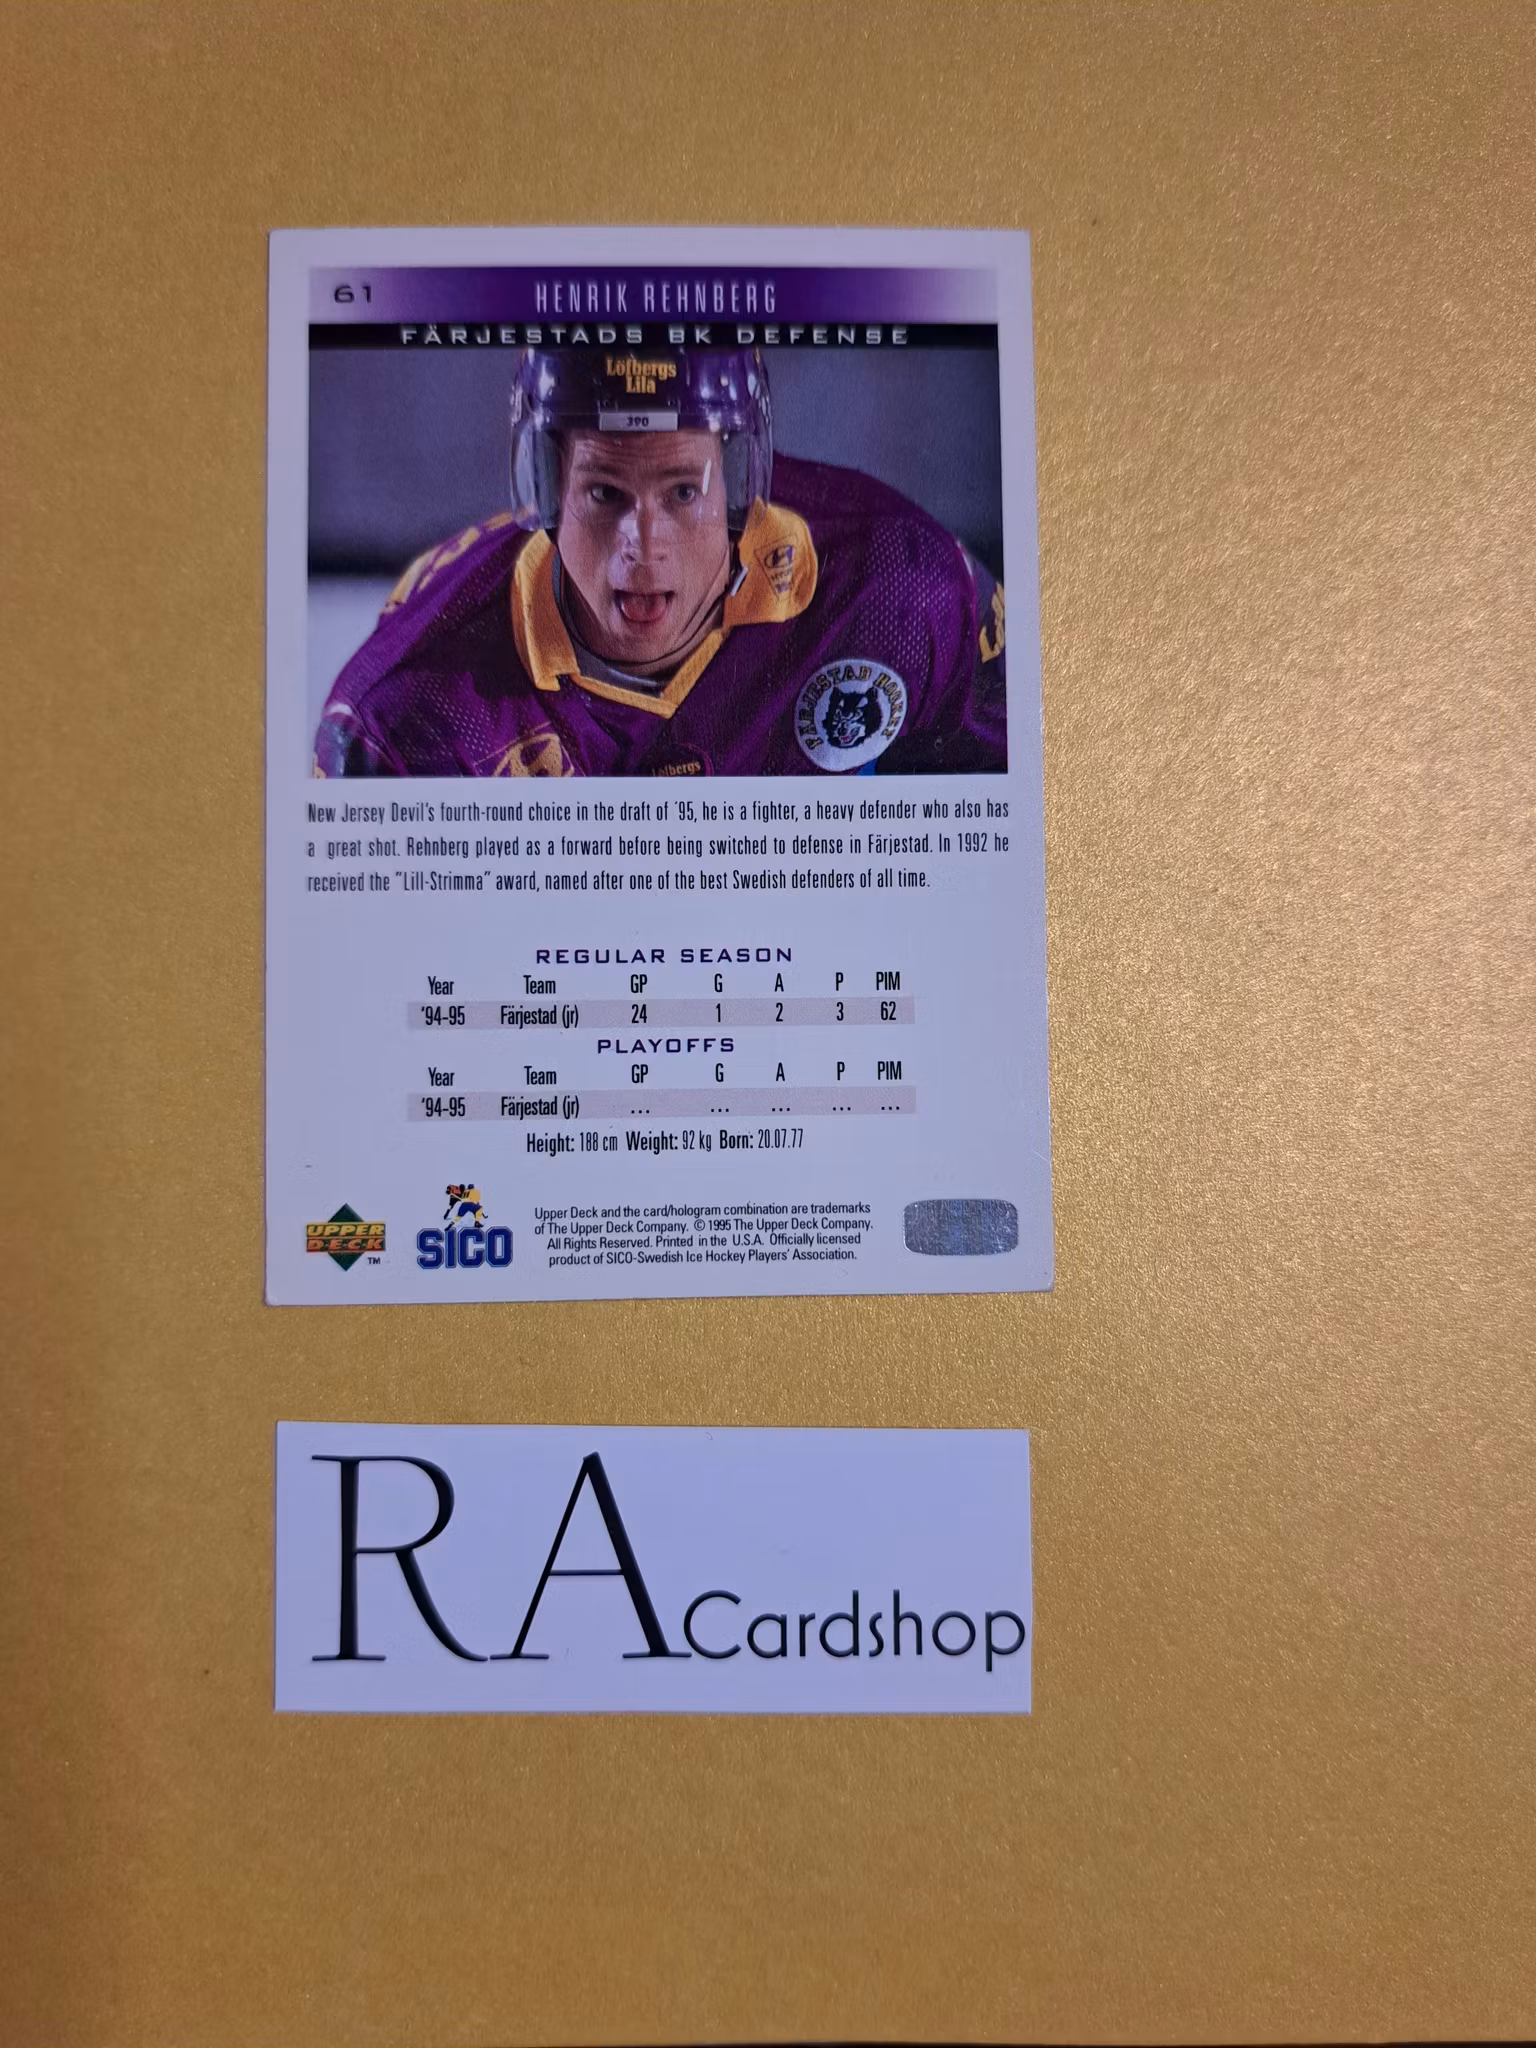 61
HENRIK REHNBERG
FÄRJESTADS BK DEFENSE
Löfbergs
Lila
390
FÄRJESTAD HOCKEY
Löfbergs
New Jersey Devil's fourth-round choice in the draft of ´95, he is a fighter, a heavy defender who also has
a great shot. Rehnberg played as a forward before being switched to defense in Färjestad. In 1992 he
received the "Lill-Strimma" award, named after one of the best Swedish defenders of all time.
REGULAR SEASON
Year Team GP G A P PIM
'94-95 Färjestad (jr) 24 1 2 3 62
PLAYOFFS
Year Team GP G A P PIM
'94-95 Färjestad (jr) ... ... ... ... ...
Height: 188 cm Weight: 92 kg Born: 20.07.77
UPPER
DECK
TM
SICO
Upper Deck and the card/hologram combination are trademarks
of The Upper Deck Company. © 1995 The Upper Deck Company.
All Rights Reserved. Printed in the U.S.A. Officially licensed
product of SICO-Swedish Ice Hockey Players' Association.
RA Cardshop